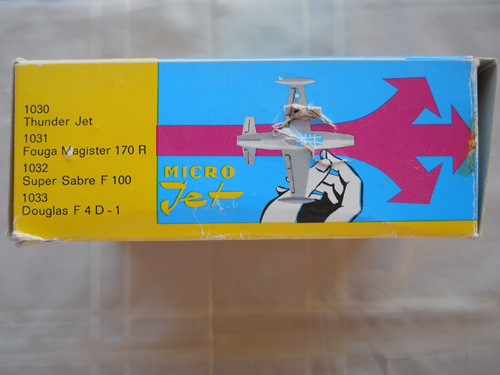 1030
Thunder Jet
1031
Fouga Magister 170 R
1032
Super Sabre F 100
1033
Douglas F 4 D - 1
MICRO
Jet